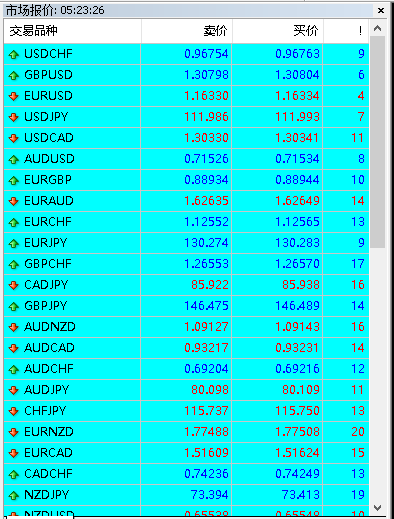 市场报价: 05:23:26
交易品种 卖价 买价 !
USDCHF 0.96754 0.96763 9
GBPUSD 1.30798 1.30804 6
EURUSD 1.16330 1.16334 4
USDJPY 111.986 111.993 7
USDCAD 1.30330 1.30341 11
AUDUSD 0.71526 0.71534 8
EURGBP 0.88934 0.88944 10
EURAUD 1.62635 1.62649 14
EURCHF 1.12552 1.12565 13
EURJPY 130.274 130.283 9
GBPCHF 1.26553 1.26570 17
CADJPY 85.922 85.938 16
GBPJPY 146.475 146.489 14
AUDNZD 1.09127 1.09143 16
AUDCAD 0.93217 0.93231 14
AUDCHF 0.69204 0.69216 12
AUDJPY 80.098 80.109 11
CHFJPY 115.737 115.750 13
EURNZD 1.77488 1.77508 20
EURCAD 1.51609 1.51624 15
CADCHF 0.74236 0.74249 13
NZDJPY 73.394 73.413 19
NZDUSD 0.65538 0.65548 10